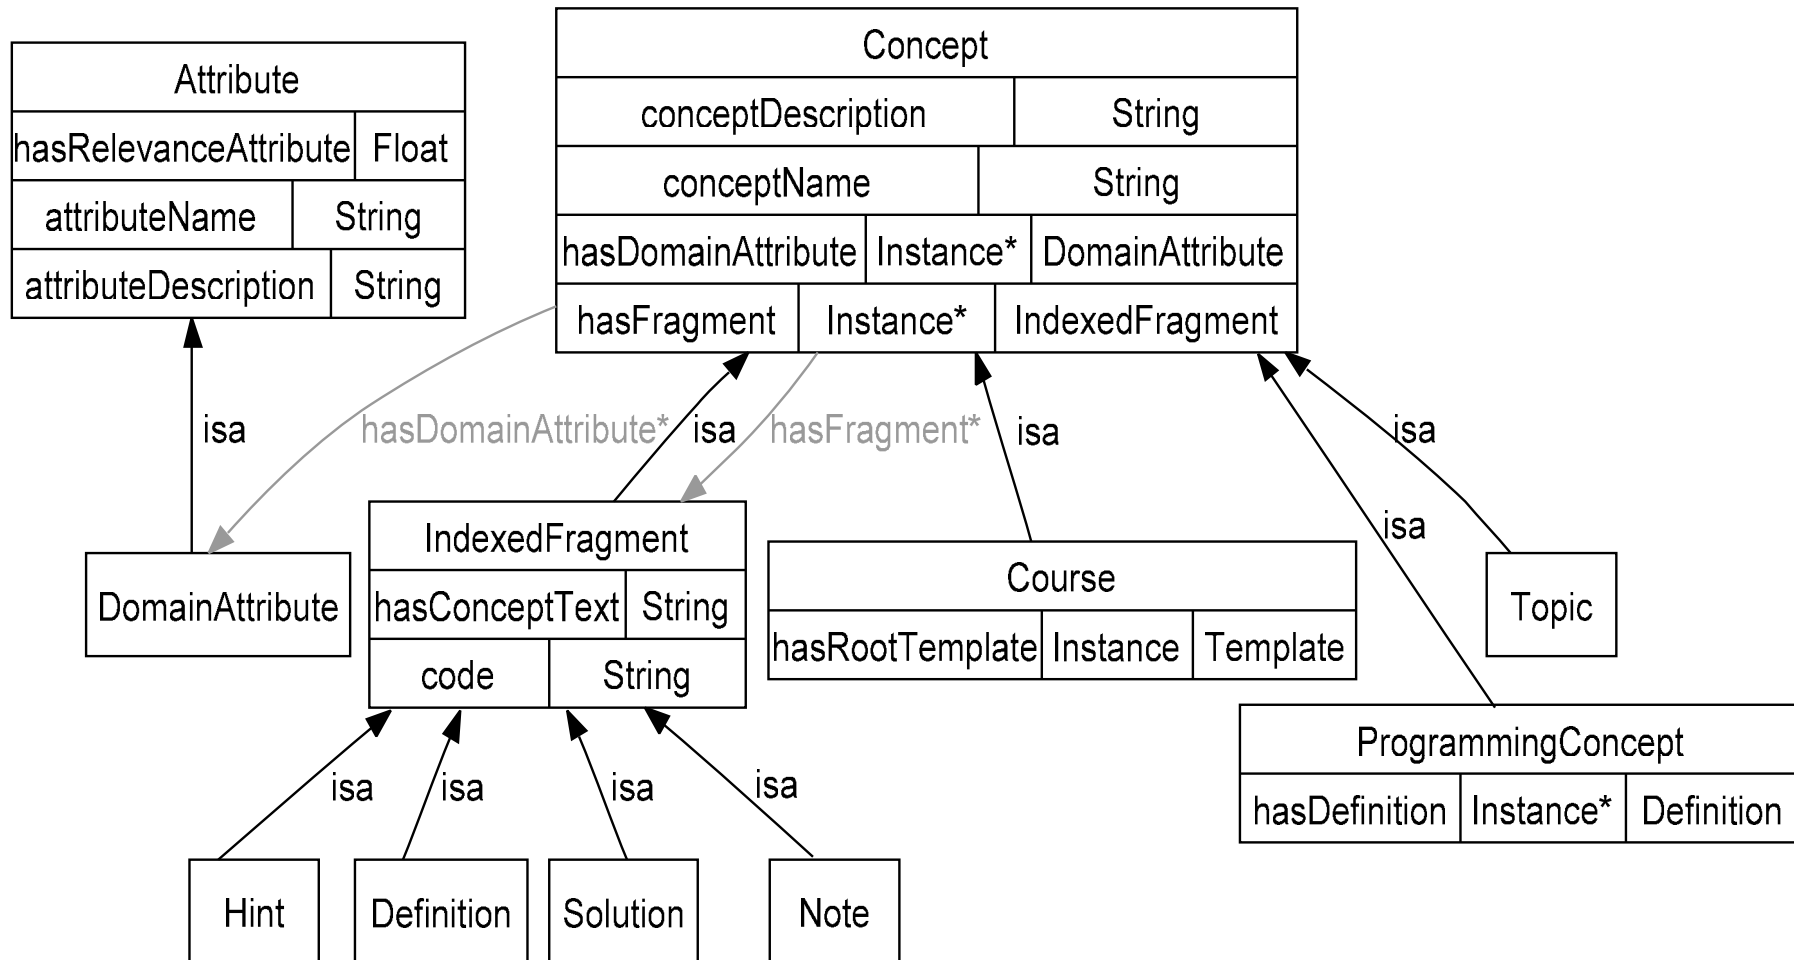 Concept
conceptDescription String
conceptName String
hasDomainAttribute Instance* DomainAttribute
hasFragment Instance* IndexedFragment
Attribute
hasRelevanceAttribute Float
attributeName String
attributeDescription String
isa
hasDomainAttribute*
isa
hasFragment*
isa
isa
isa
DomainAttribute
IndexedFragment
hasConceptText String
code String
Course
hasRootTemplate Instance Template
Topic
ProgrammingConcept
hasDefinition Instance* Definition
isa
isa
isa
isa
Hint
Definition
Solution
Note